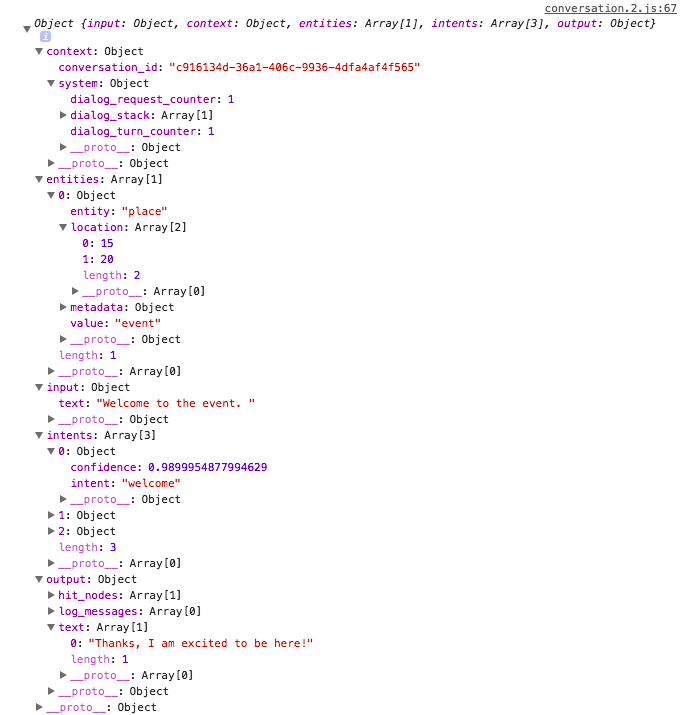 conversation.2.js:67
Object {input: Object, context: Object, entities: Array[1], intents: Array[3], output: Object}
i
context: Object
conversation_id: "c916134d-36a1-406c-9936-4dfa4af4f565"
system: Object
dialog_request_counter: 1
dialog_stack: Array[1]
dialog_turn_counter: 1
__proto__: Object
__proto__: Object
entities: Array[1]
0: Object
entity: "place"
location: Array[2]
0: 15
1: 20
length: 2
__proto__: Array[0]
metadata: Object
value: "event"
__proto__: Object
length: 1
__proto__: Array[0]
input: Object
text: "Welcome to the event. "
__proto__: Object
intents: Array[3]
0: Object
confidence: 0.9899954877994629
intent: "welcome"
__proto__: Object
1: Object
2: Object
length: 3
__proto__: Array[0]
output: Object
hit_nodes: Array[1]
log_messages: Array[0]
text: Array[1]
0: "Thanks, I am excited to be here!"
length: 1
__proto__: Array[0]
__proto__: Object
__proto__: Object